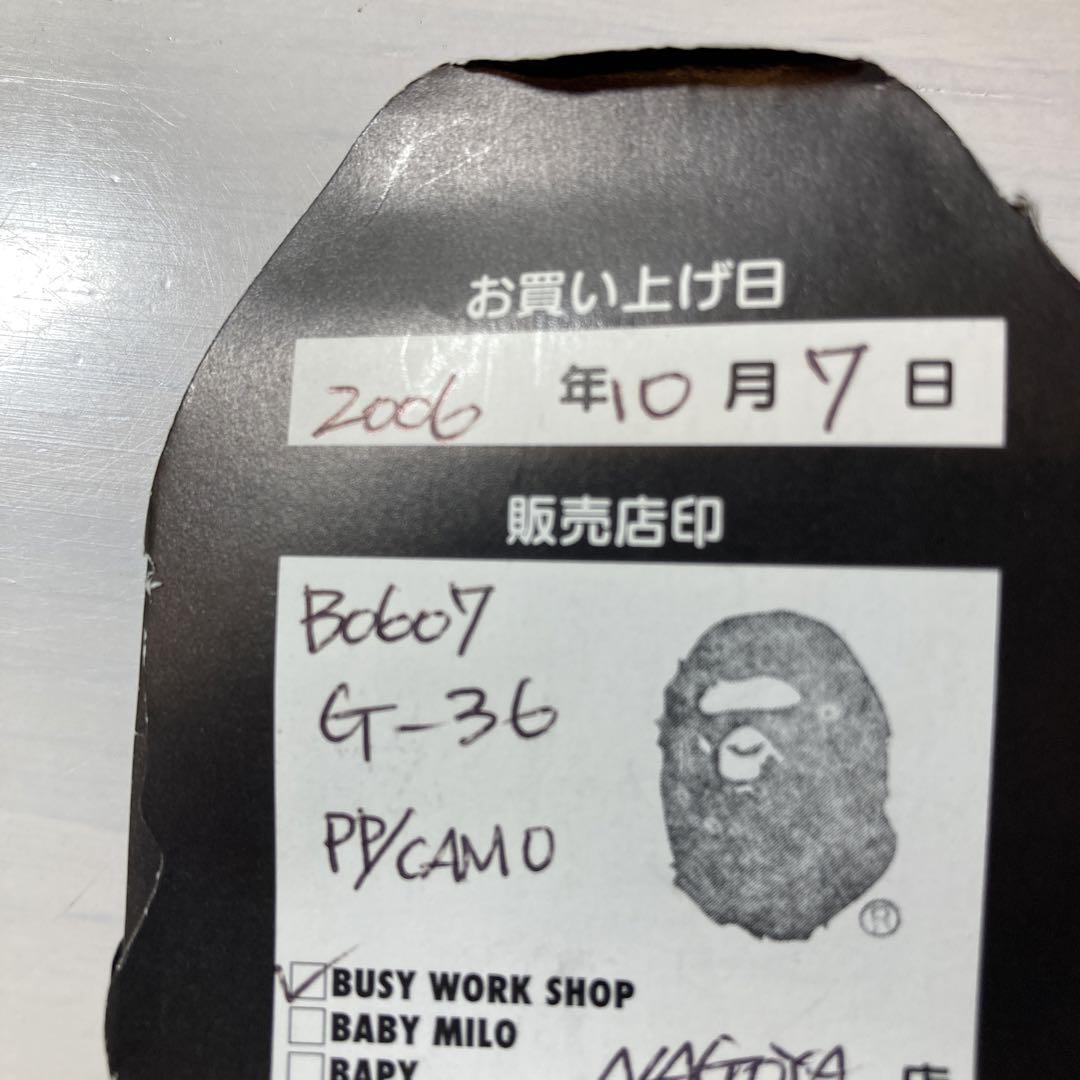 お買い上げ日
2006 年 10 月 7 日
販売店印
B0607
G-36
PP/CAMO
®
BUSY WORK SHOP
BABY MILO
BAPY
NAGOYA 店